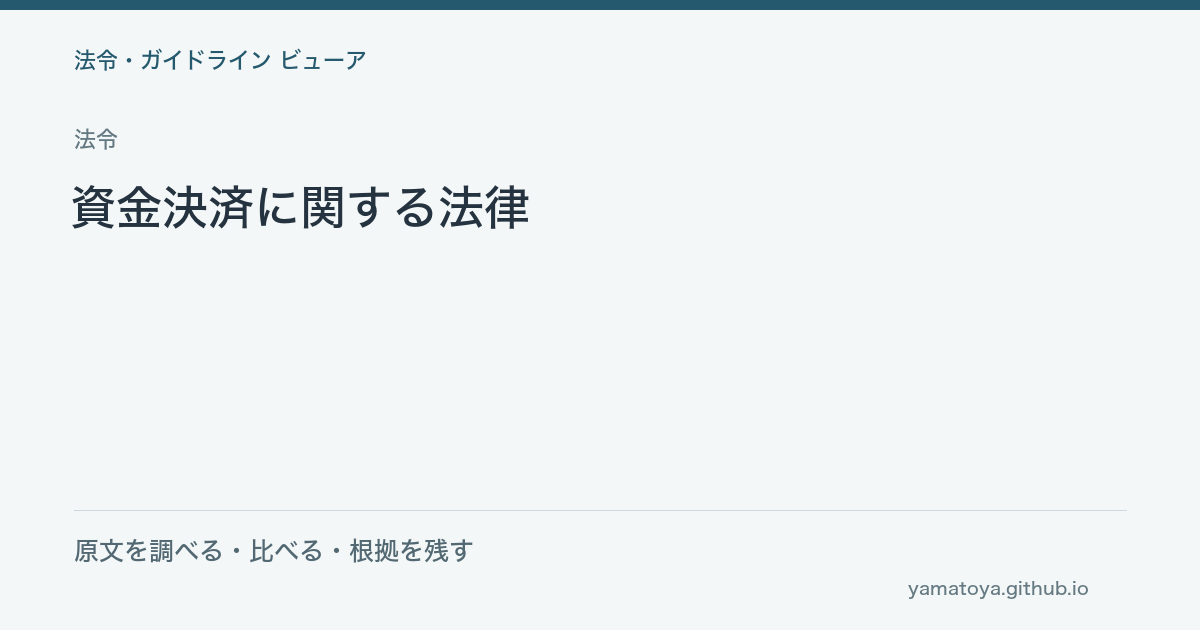 法令・ガイドライン ビューア
法令
資金決済に関する法律
原文を調べる・比べる・根拠を残す
yamatoya.github.io